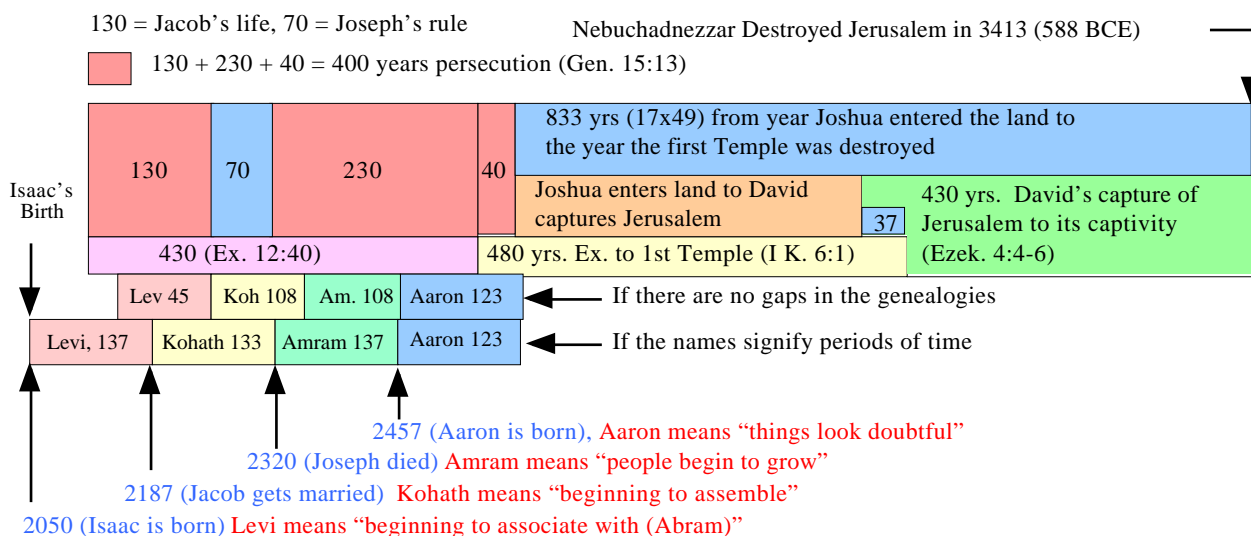 130 = Jacob’s life, 70 = Joseph’s rule
Nebuchadnezzar Destroyed Jerusalem in 3413 (588 BCE)
130 + 230 + 40 = 400 years persecution (Gen. 15:13)
Isaac’s
Birth
130
70
230
40
833 yrs (17x49) from year Joshua entered the land to
the year the first Temple was destroyed
Joshua enters land to David
captures Jerusalem
37
430 yrs.  David’s capture of
Jerusalem to its captivity
(Ezek. 4:4-6)
430 (Ex. 12:40)
480 yrs. Ex. to 1st Temple (I K. 6:1)
Lev 45
Koh 108
Am. 108
Aaron 123
If there are no gaps in the genealogies
Levi, 137
Kohath 133
Amram 137
Aaron 123
If the names signify periods of time
2457 (Aaron is born), Aaron means “things look doubtful”
2320 (Joseph died) Amram means “people begin to grow”
2187 (Jacob gets married)  Kohath means “beginning to assemble”
2050 (Isaac is born) Levi means “beginning to associate with (Abram)”